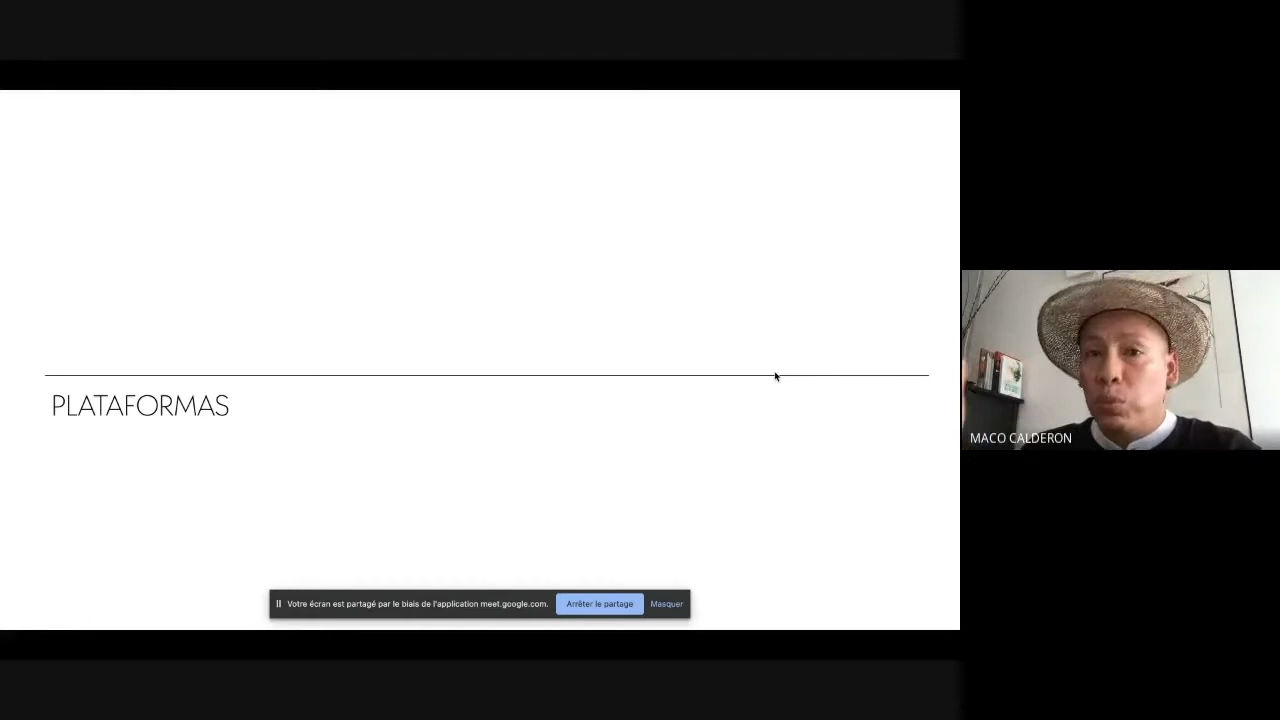 PLATAFORMAS
MACO CALDERON
Votre écran est partagé par le biais de l'application meet.google.com. Arrêter le partage Masquer